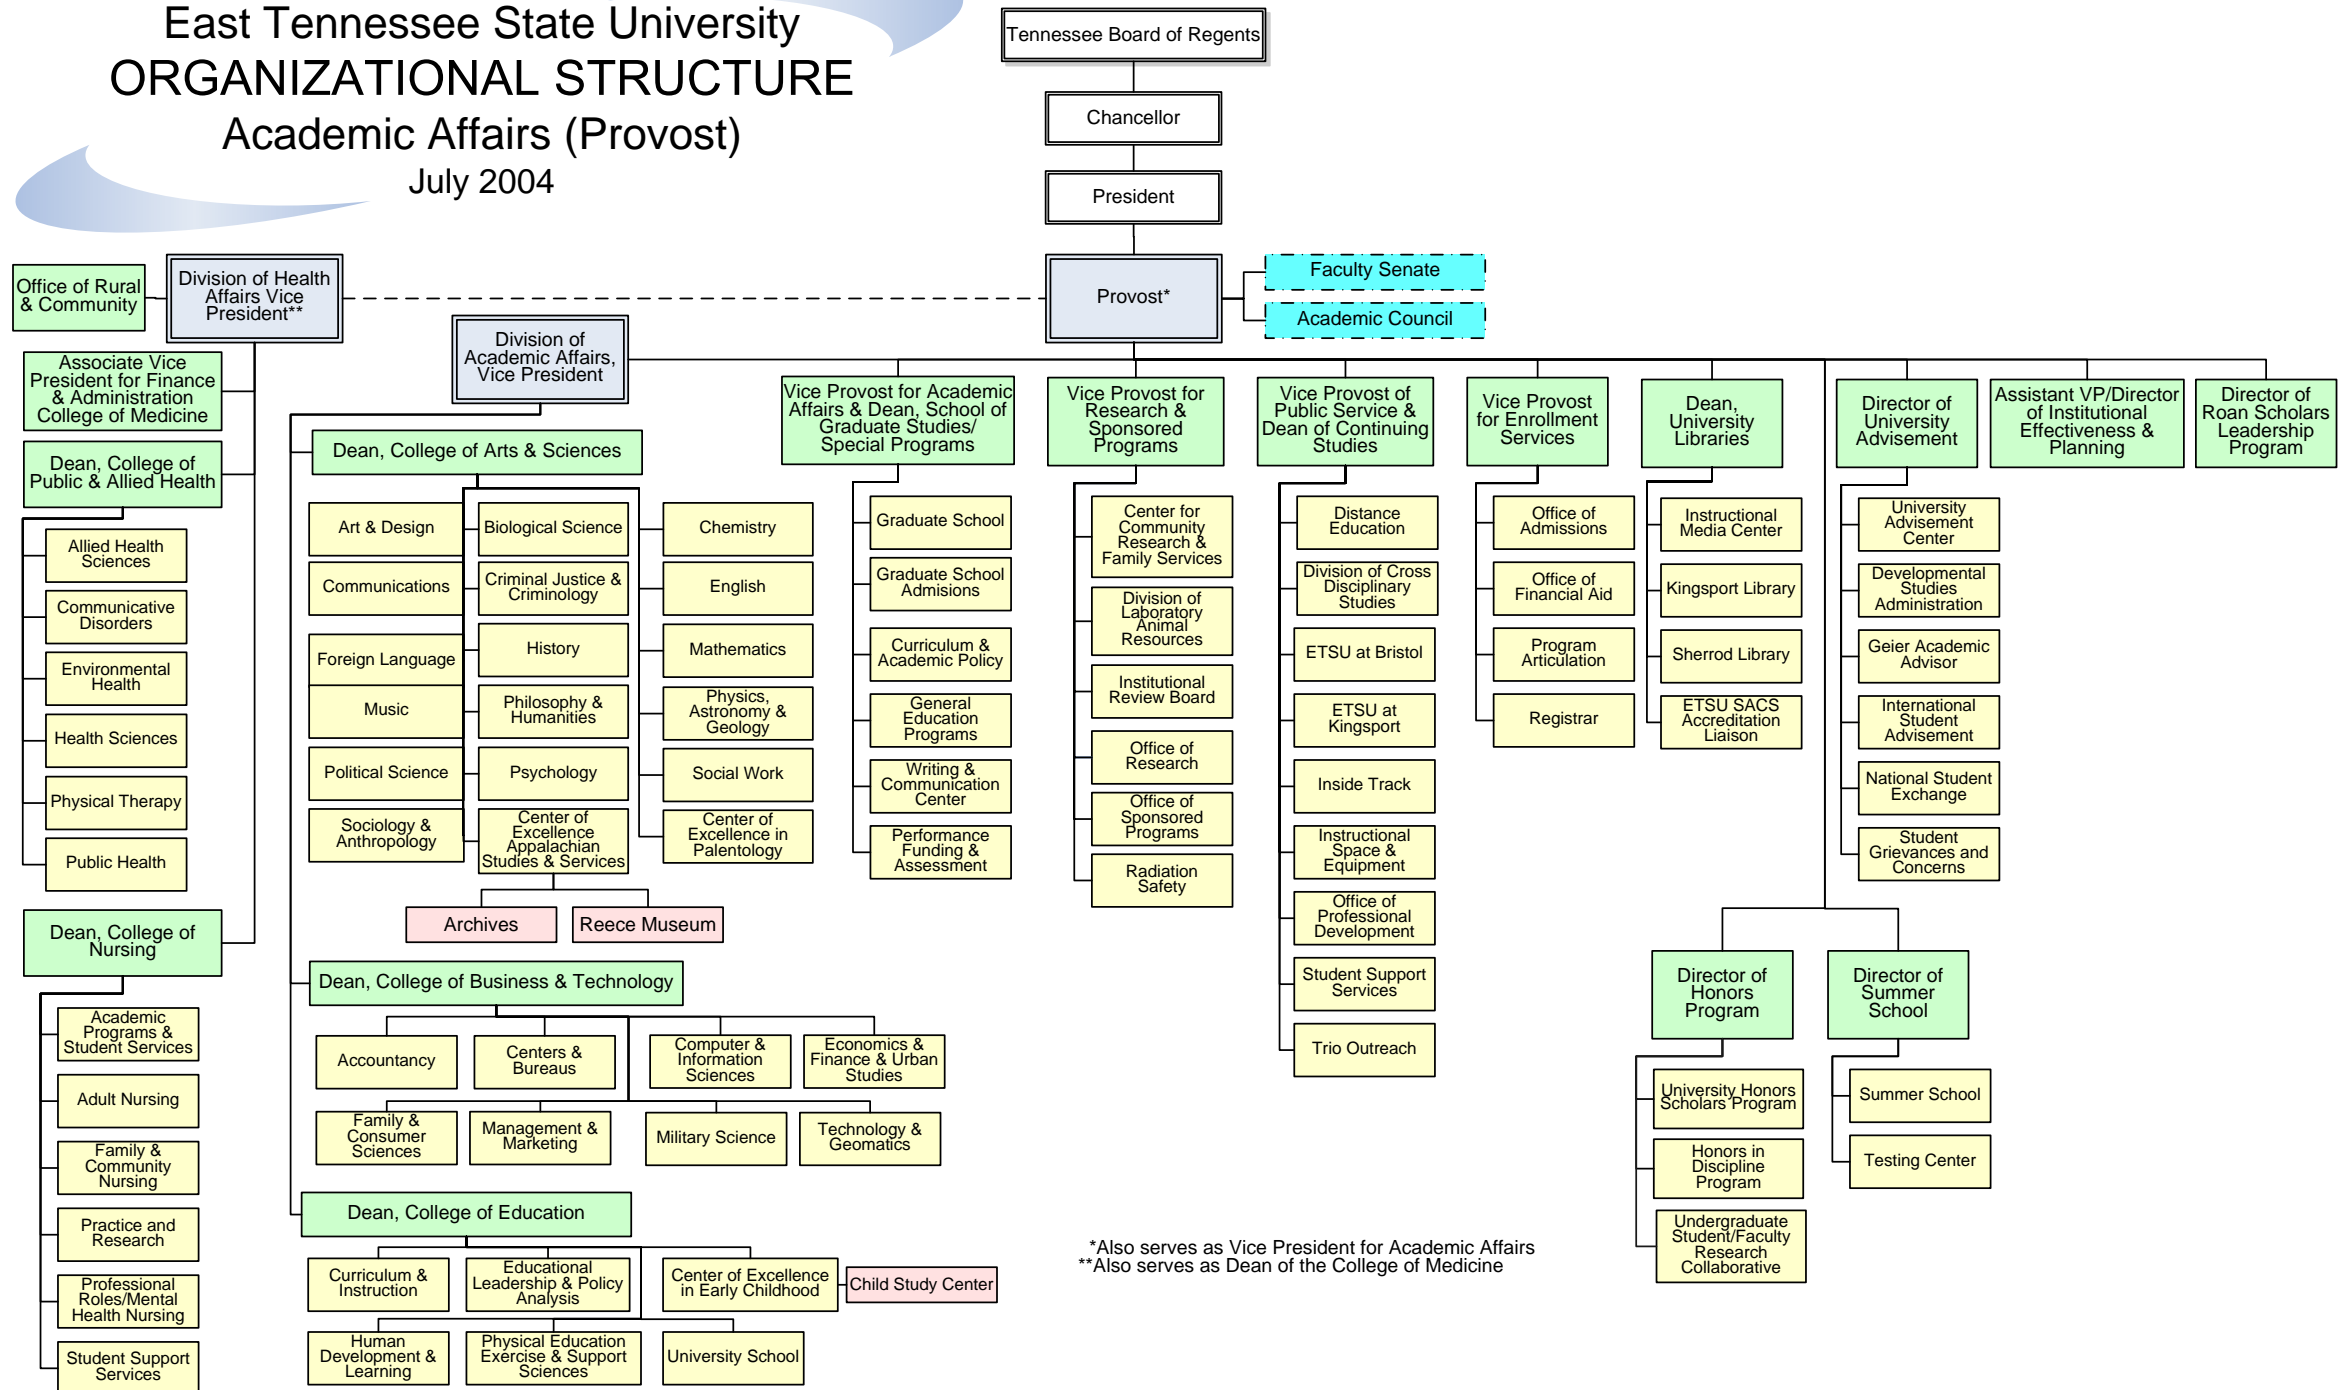 East Tennessee State University
ORGANIZATIONAL STRUCTURE
Academic Affairs (Provost)
July 2004
Tennessee Board of Regents
Chancellor
President
Provost*
Faculty Senate
Academic Council
Office of Rural
& Community
Division of Health
Affairs Vice
President**
Division of
Academic Affairs,
Vice President
Associate Vice
President for Finance
& Administration
College of Medicine
Dean, College of
Public & Allied Health
Allied Health
Sciences
Communicative
Disorders
Environmental
Health
Health Sciences
Physical Therapy
Public Health
Dean, College of
Nursing
Academic
Programs &
Student Services
Adult Nursing
Family &
Community
Nursing
Practice and
Research
Professional
Roles/Mental
Health Nursing
Student Support
Services
Dean, College of Arts & Sciences
Art & Design
Biological Science
Chemistry
Communications
Criminal Justice &
Criminology
English
Foreign Language
History
Mathematics
Music
Philosophy &
Humanities
Physics,
Astronomy &
Geology
Political Science
Psychology
Social Work
Sociology &
Anthropology
Center of
Excellence
Appalachian
Studies & Services
Center of
Excellence in
Palentology
Archives
Reece Museum
Dean, College of Business & Technology
Accountancy
Centers &
Bureaus
Computer &
Information
Sciences
Economics &
Finance & Urban
Studies
Family &
Consumer
Sciences
Management &
Marketing
Military Science
Technology &
Geomatics
Dean, College of Education
Curriculum &
Instruction
Educational
Leadership & Policy
Analysis
Center of Excellence
in Early Childhood
Child Study Center
Human
Development &
Learning
Physical Education
Exercise & Support
Sciences
University School
Vice Provost for Academic
Affairs & Dean, School of
Graduate Studies/
Special Programs
Graduate School
Graduate School
Admisions
Curriculum &
Academic Policy
General
Education
Programs
Writing &
Communication
Center
Performance
Funding &
Assessment
Vice Provost for
Research &
Sponsored
Programs
Center for
Community
Research &
Family Services
Division of
Laboratory
Animal
Resources
Institutional
Review Board
Office of
Research
Office of
Sponsored
Programs
Radiation
Safety
Vice Provost of
Public Service &
Dean of Continuing
Studies
Distance
Education
Division of Cross
Disciplinary
Studies
ETSU at Bristol
ETSU at
Kingsport
Inside Track
Instructional
Space &
Equipment
Office of
Professional
Development
Student Support
Services
Trio Outreach
Vice Provost
for Enrollment
Services
Office of
Admissions
Office of
Financial Aid
Program
Articulation
Registrar
Dean,
University
Libraries
Instructional
Media Center
Kingsport Library
Sherrod Library
ETSU SACS
Accreditation
Liaison
Director of
University
Advisement
University
Advisement
Center
Developmental
Studies
Administration
Geier Academic
Advisor
International
Student
Advisement
National Student
Exchange
Student
Grievances and
Concerns
Assistant VP/Director
of Institutional
Effectiveness &
Planning
Director of
Roan Scholars
Leadership
Program
Director of
Honors
Program
University Honors
Scholars Program
Honors in
Discipline
Program
Undergraduate
Student/Faculty
Research
Collaborative
Director of
Summer
School
Summer School
Testing Center
*Also serves as Vice President for Academic Affairs
**Also serves as Dean of the College of Medicine